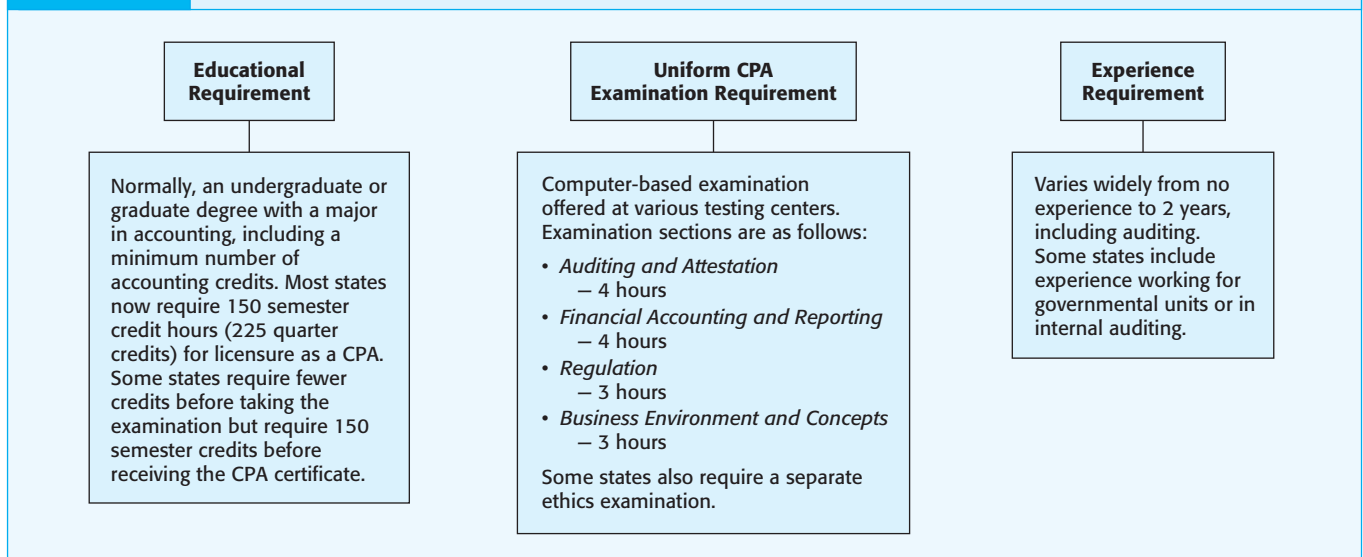 Educational
Requirement
Normally, an undergraduate or
graduate degree with a major
in accounting, including a
minimum number of
accounting credits. Most states
now require 150 semester
credit hours (225 quarter
credits) for licensure as a CPA.
Some states require fewer
credits before taking the
examination but require 150
semester credits before
receiving the CPA certificate.
Uniform CPA
Examination Requirement
Computer-based examination
offered at various testing centers.
Examination sections are as follows:
• Auditing and Attestation
— 4 hours
• Financial Accounting and Reporting
— 4 hours
• Regulation
— 3 hours
• Business Environment and Concepts
— 3 hours
Some states also require a separate
ethics examination.
Experience
Requirement
Varies widely from no
experience to 2 years,
including auditing.
Some states include
experience working for
governmental units or in
internal auditing.